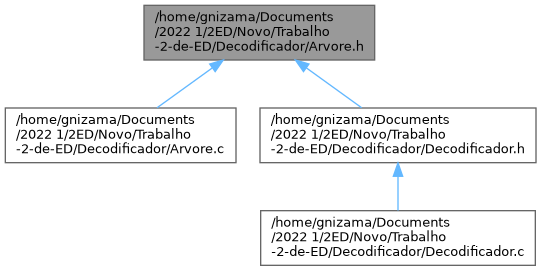 /home/gnizama/Documents
/2022 1/2ED/Novo/Trabalho
-2-de-ED/Decodificador/Arvore.h
/home/gnizama/Documents
/2022 1/2ED/Novo/Trabalho
-2-de-ED/Decodificador/Arvore.c
/home/gnizama/Documents
/2022 1/2ED/Novo/Trabalho
-2-de-ED/Decodificador/Decodificador.h
/home/gnizama/Documents
/2022 1/2ED/Novo/Trabalho
-2-de-ED/Decodificador/Decodificador.c